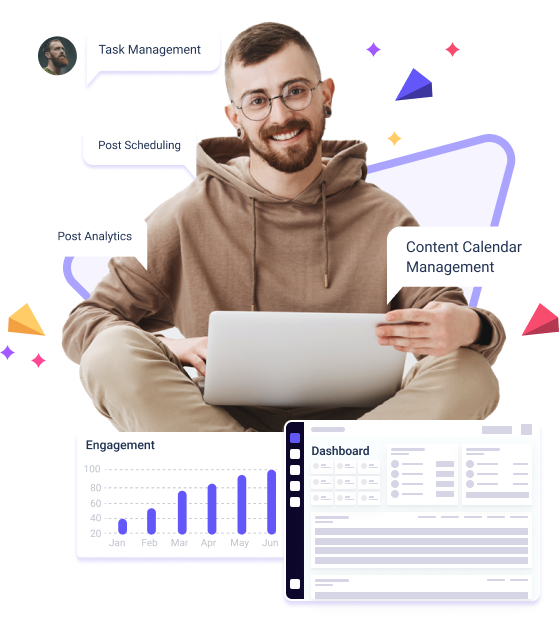 Task Management
Post Scheduling
Post Analytics
Content Calendar
Management
Engagement
100
80
60
40
20
Jan Feb Mar Apr May Jun
Dashboard